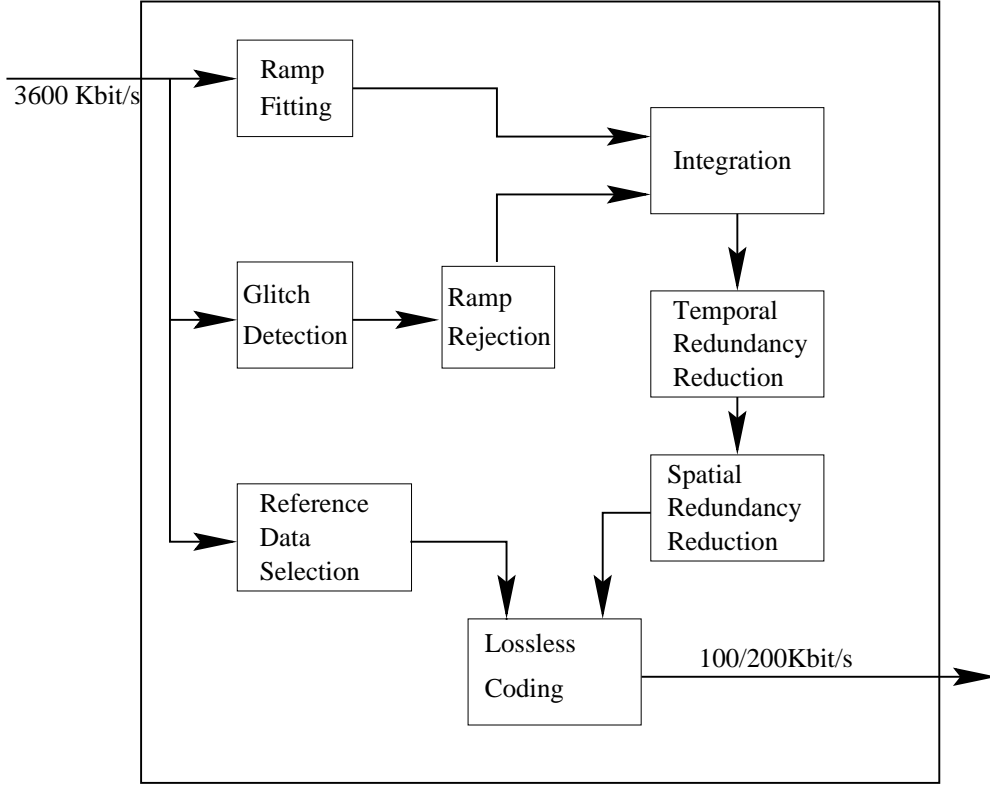 3600 Kbit/s
Ramp
Fitting
Integration
Glitch
Detection
Ramp
Rejection
Temporal
Redundancy
Reduction
Reference
Data
Selection
Spatial
Redundancy
Reduction
Lossless
Coding
100/200Kbit/s